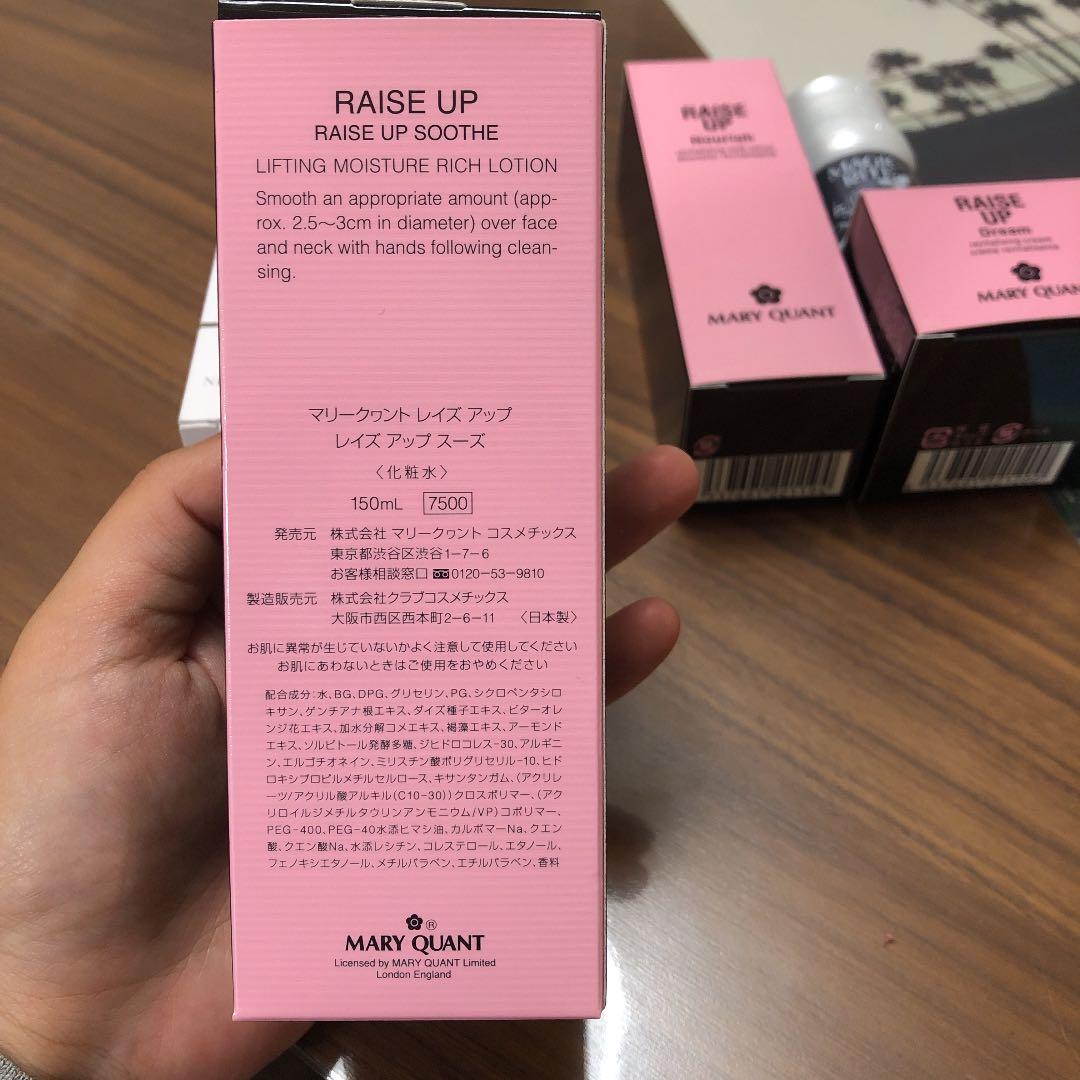 RAISE UP
RAISE UP SOOTHE
LIFTING MOISTURE RICH LOTION
Smooth an appropriate amount (app-
rox. 2.5〜3cm in diameter) over face
and neck with hands following clean-
sing.
マリークヮント レイズ アップ
レイズ アップ スーズ
〈化粧水〉
150mL 7500
発売元 株式会社 マリークヮント コスメチックス
東京都渋谷区渋谷1-7-6
お客様相談窓口 0120-53-9810
製造販売元 株式会社クラブコスメチックス
大阪市西区西本町2-6-11 〈日本製〉
お肌に異常が生じていないかよく注意して使用してください
お肌にあわないときはご使用をおやめください
配合成分:水、BG、DPG、グリセリン、PG、シクロペンタシロ
キサン、ゲンチアナ根エキス、ダイズ種子エキス、ビターオレ
ンジ花エキス、加水分解コメエキス、褐藻エキス、アーモンド
エキス、ソルビトール発酵多糖、ジヒドロコレス-30、アルギニ
ン、エルゴチオネイン、ミリスチン酸ポリグリセリル-10、ヒド
ロキシプロピルメチルセルロース、キサンタンガム、(アクリレ
ーツ/アクリル酸アルキル(C10-30))クロスポリマー、(アク
リロイルジメチルタウリンアンモニウム/VP)コポリマー、
PEG-400、PEG-40水添ヒマシ油、カルボマーNa、クエン
酸、クエン酸Na、水添レシチン、コレステロール、エタノール、
フェノキシエタノール、メチルパラベン、エチルパラベン、香料
®
MARY QUANT
Licensed by MARY QUANT Limited
London England
RAISE
UP
Nourish
MARY QUANT
RAISE
UP
Cream
revitalising cream
crème revitalisante
MARY QUAN